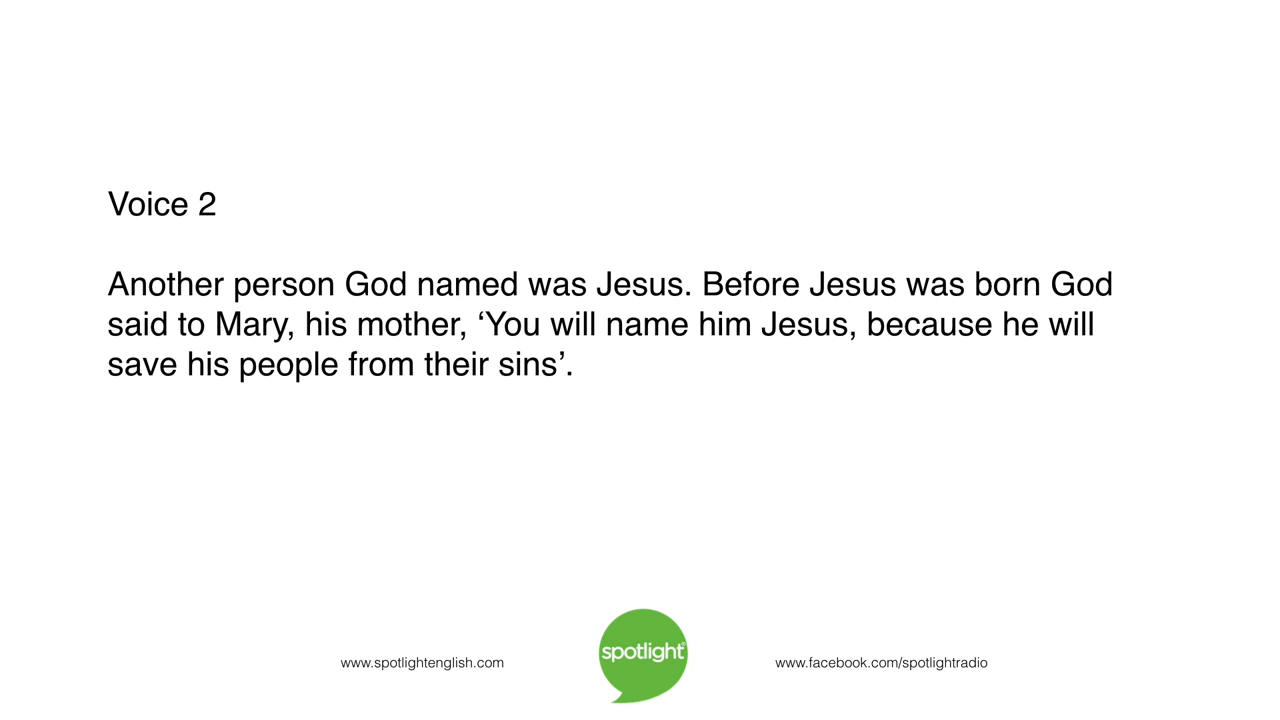 Voice 2
Another person God named was Jesus. Before Jesus was born God
said to Mary, his mother, ‘You will name him Jesus, because he will
save his people from their sins’.
www.spotlightenglish.com
spotlight®
www.facebook.com/spotlightradio